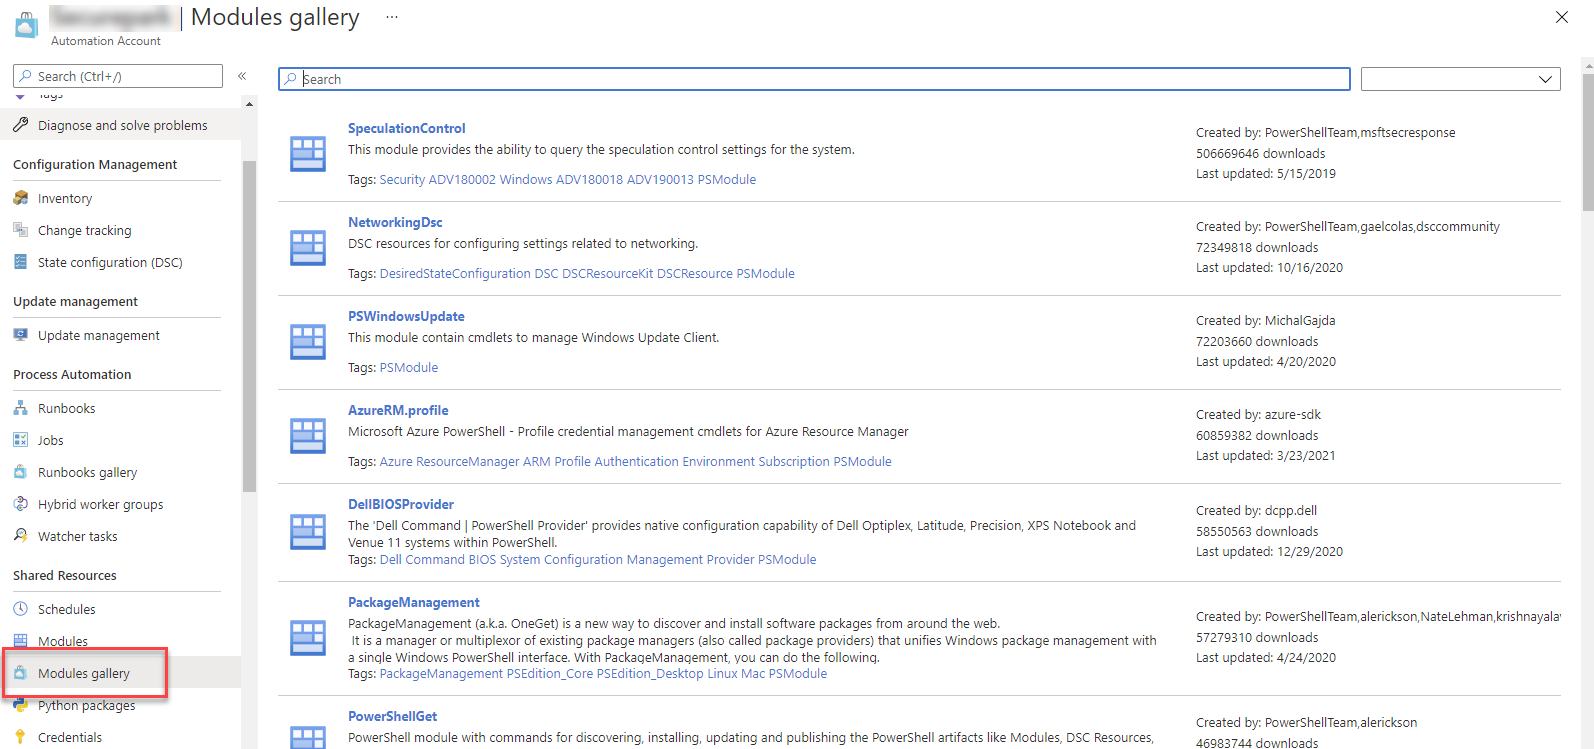 | Modules gallery ...
Automation Account
Search (Ctrl+/)
«
Tags
Diagnose and solve problems
Configuration Management
Inventory
Change tracking
State configuration (DSC)
Update management
Update management
Process Automation
Runbooks
Jobs
Runbooks gallery
Hybrid worker groups
Watcher tasks
Shared Resources
Schedules
Modules
Modules gallery
Python packages
Credentials
Search
SpeculationControl
This module provides the ability to query the speculation control settings for the system.
Tags: Security ADV180002 Windows ADV180018 ADV190013 PSModule
Created by: PowerShellTeam,msftsecresponse
506669646 downloads
Last updated: 5/15/2019
NetworkingDsc
DSC resources for configuring settings related to networking.
Tags: DesiredStateConfiguration DSC DSCResourceKit DSCResource PSModule
Created by: PowerShellTeam,gaelcolas,dsccommunity
72349818 downloads
Last updated: 10/16/2020
PSWindowsUpdate
This module contain cmdlets to manage Windows Update Client.
Tags: PSModule
Created by: MichalGajda
72203660 downloads
Last updated: 4/20/2020
AzureRM.profile
Microsoft Azure PowerShell - Profile credential management cmdlets for Azure Resource Manager
Tags: Azure ResourceManager ARM Profile Authentication Environment Subscription PSModule
Created by: azure-sdk
60859382 downloads
Last updated: 3/23/2021
DellBIOSProvider
The 'Dell Command | PowerShell Provider' provides native configuration capability of Dell Optiplex, Latitude, Precision, XPS Notebook and
Venue 11 systems within PowerShell.
Tags: Dell Command BIOS System Configuration Management Provider PSModule
Created by: dcpp.dell
58550563 downloads
Last updated: 12/29/2020
PackageManagement
PackageManagement (a.k.a. OneGet) is a new way to discover and install software packages from around the web.
It is a manager or multiplexor of existing package managers (also called package providers) that unifies Windows package management with
a single Windows PowerShell interface. With PackageManagement, you can do the following.
Tags: PackageManagement PSEdition_Core PSEdition_Desktop Linux Mac PSModule
Created by: PowerShellTeam,alerickson,NateLehman,krishnayalav
57279310 downloads
Last updated: 4/24/2020
PowerShellGet
PowerShell module with commands for discovering, installing, updating and publishing the PowerShell artifacts like Modules, DSC Resources,
Created by: PowerShellTeam,alerickson
46983744 downloads